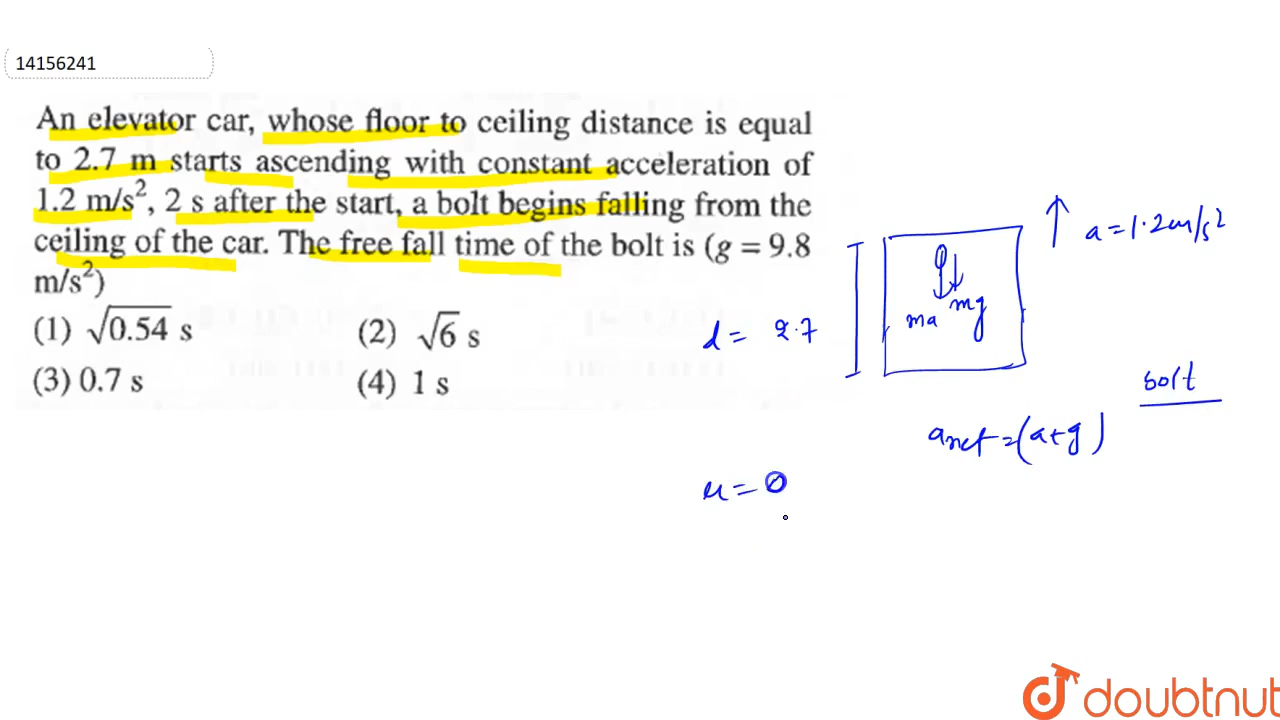 14156241
An elevator car, whose floor to ceiling distance is equal
to 2.7 m starts ascending with constant acceleration of
1.2 m/s², 2 s after the start, a bolt begins falling from the
ceiling of the car. The free fall time of the bolt is (g = 9.8
m/s²)
(1) √0.54 s
(2) √6 s
(3) 0.7 s
(4) 1 s
a = 1.2 m/s²
ma
mg
d = 2.7
bolt
anet = (a+g)
u = 0
doubtnut